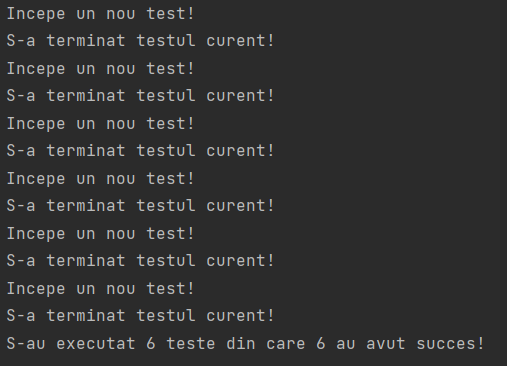 Incepe un nou test!
S-a terminat testul curent!
Incepe un nou test!
S-a terminat testul curent!
Incepe un nou test!
S-a terminat testul curent!
Incepe un nou test!
S-a terminat testul curent!
Incepe un nou test!
S-a terminat testul curent!
Incepe un nou test!
S-a terminat testul curent!
S-au executat 6 teste din care 6 au avut succes!